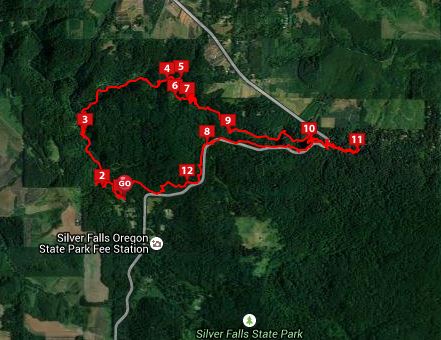 4 5
6 7
3
9
8
10
11
2
GO
12
Silver Falls Oregon
State Park Fee Station
Silver Falls State Park